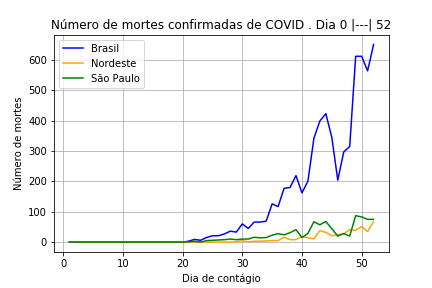 Número de mortes confirmadas de COVID . Dia 0 |---| 52
Brasil
Nordeste
São Paulo
Número de mortes
600
500
400
300
200
100
0
0 10 20 30 40 50
Dia de contágio